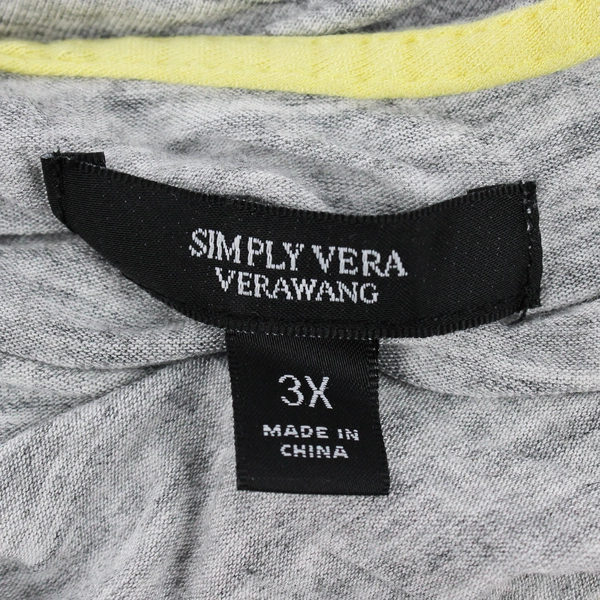 SIMPLY VERA
VERAWANG
3X
MADE IN
CHINA